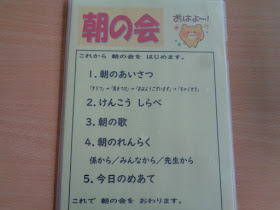 朝の会
おはよ〜!
これから 朝の会を はじめます。
1.朝のあいさつ
2.けんこう しらべ
3.朝の歌
4.朝のれんらく
係から/みんなから/先生から
5.今日のめあて
これで 朝の会を おわります。